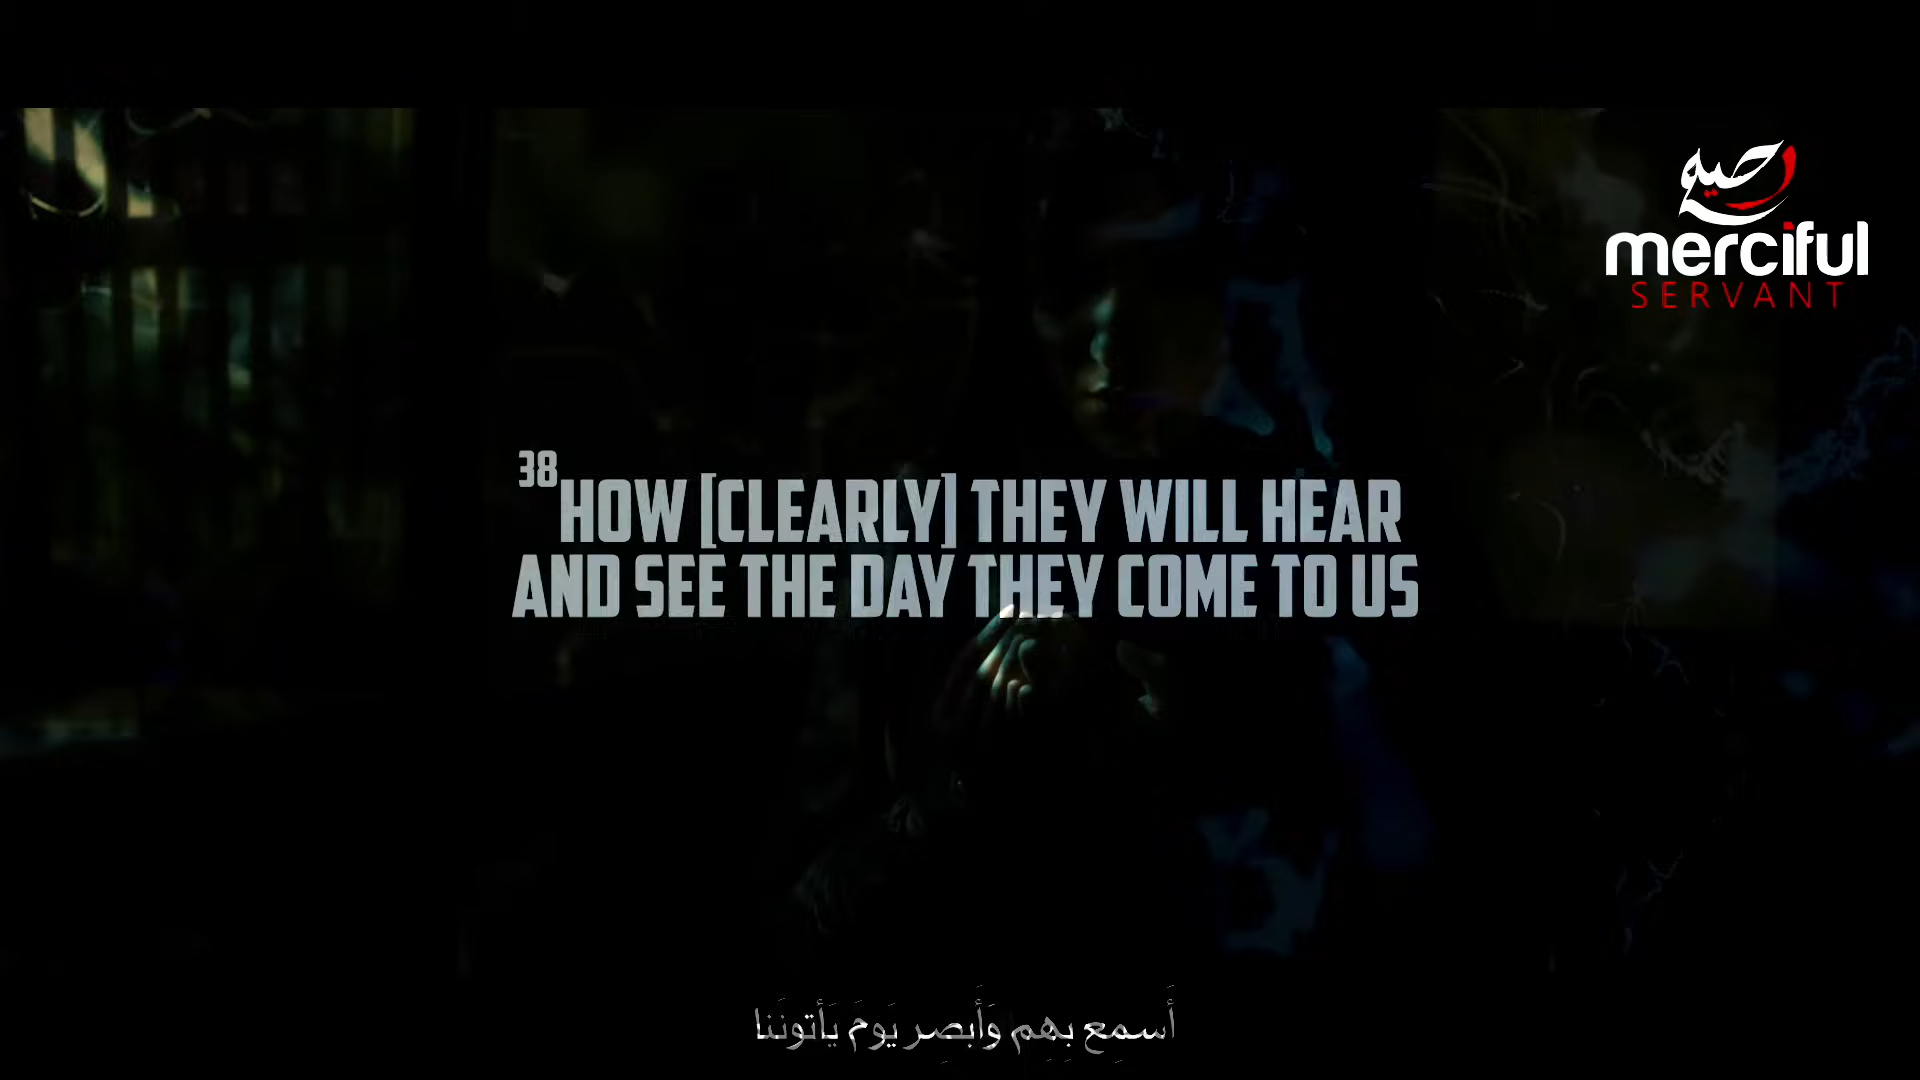 رحيم
merciful
SERVANT
38 HOW [CLEARLY] THEY WILL HEAR
AND SEE THE DAY THEY COME TO US
أَسمِع بِهِم وَأَبصِر يَومَ يَأتونَنا